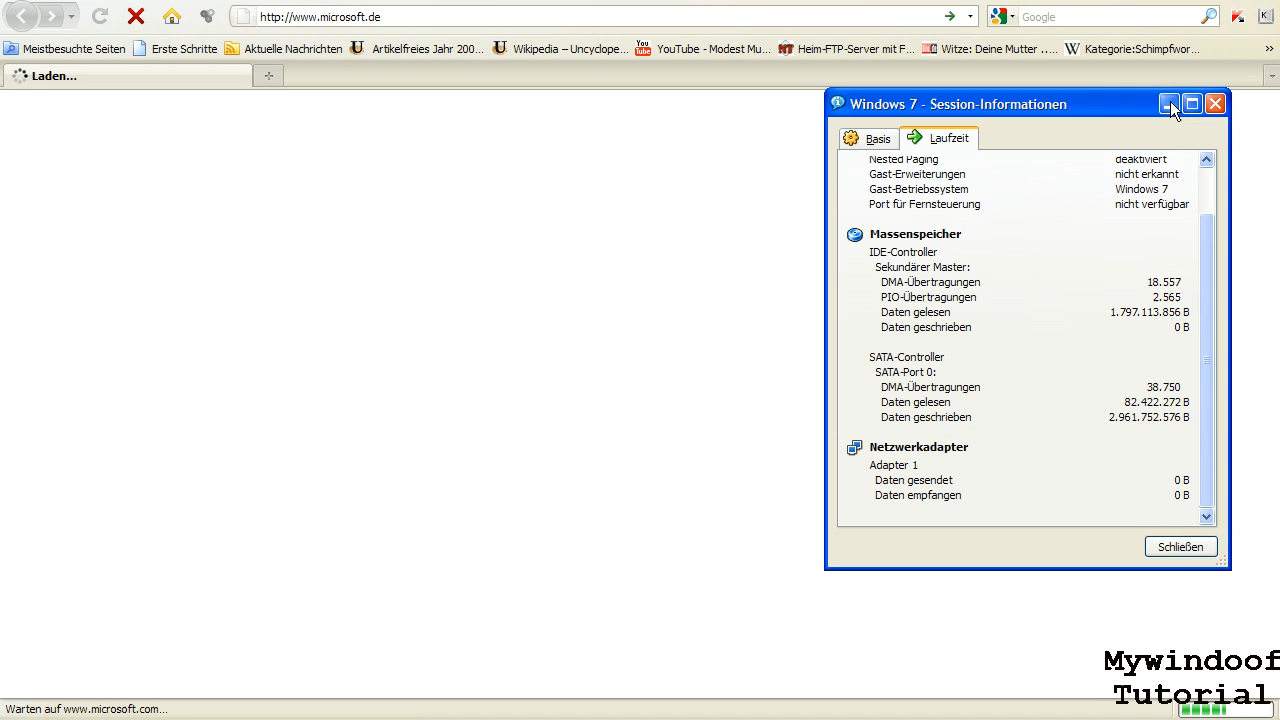 http://www.microsoft.de
Google
K
Meistbesuchte Seiten Erste Schritte Aktuelle Nachrichten U Artikelfreies Jahr 200... U Wikipedia – Uncyclope... You Tube YouTube - Modest Mu... Heim-FTP-Server mit F... Witze: Deine Mutter .... W Kategorie:Schimpfwor... »
Laden...
Windows 7 - Session-Informationen
Basis Laufzeit
Nested Paging deaktiviert
Gast-Erweiterungen nicht erkannt
Gast-Betriebssystem Windows 7
Port für Fernsteuerung nicht verfügbar
Massenspeicher
IDE-Controller
Sekundärer Master:
DMA-Übertragungen 18.557
PIO-Übertragungen 2.565
Daten gelesen 1.797.113.856 B
Daten geschrieben 0 B
SATA-Controller
SATA-Port 0:
DMA-Übertragungen 38.750
Daten gelesen 82.422.272 B
Daten geschrieben 2.961.752.576 B
Netzwerkadapter
Adapter 1
Daten gesendet 0 B
Daten empfangen 0 B
Schließen
Mywindoof
Tutorial
Warten auf www.microsoft.com...